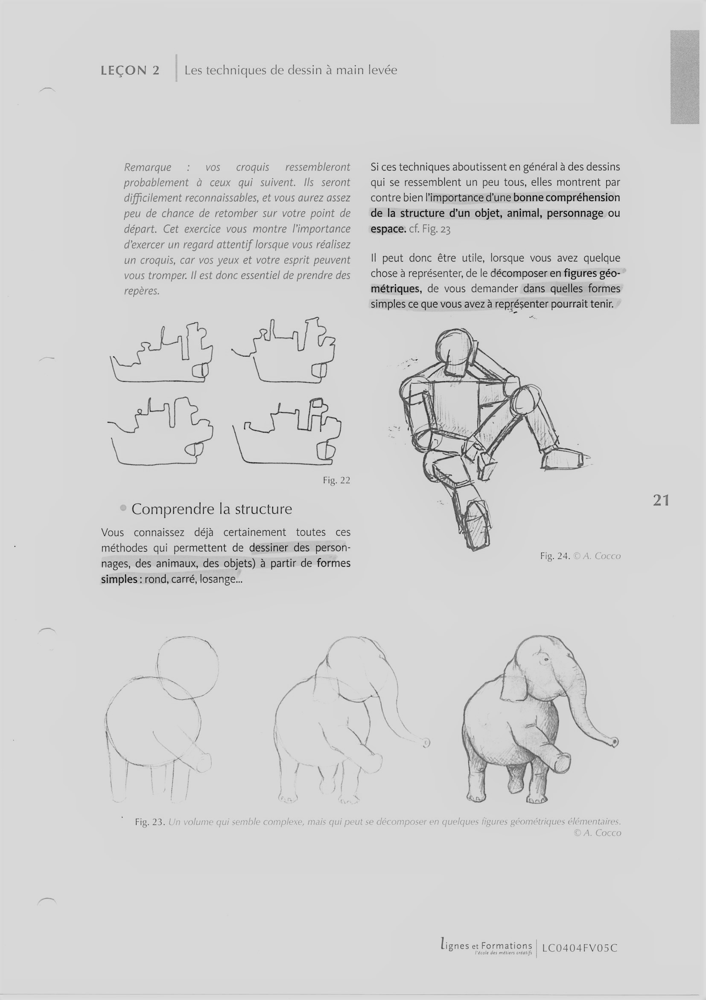 LEÇON 2 | Les techniques de dessin à main levée
Remarque : vos croquis ressembleront
probablement à ceux qui suivent. Ils seront
difficilement reconnaissables, et vous aurez assez
peu de chance de retomber sur votre point de
départ. Cet exercice vous montre l'importance
d'exercer un regard attentif lorsque vous réalisez
un croquis, car vos yeux et votre esprit peuvent
vous tromper. Il est donc essentiel de prendre des
repères.
Fig. 22
• Comprendre la structure
Vous connaissez déjà certainement toutes ces
méthodes qui permettent de dessiner des person-
nages, des animaux, des objets) à partir de formes
simples : rond, carré, losange...
Si ces techniques aboutissent en général à des dessins
qui se ressemblent un peu tous, elles montrent par
contre bien l'importance d'une bonne compréhension
de la structure d'un objet, animal, personnage ou
espace. cf. Fig. 23
Il peut donc être utile, lorsque vous avez quelque
chose à représenter, de le décomposer en figures géo-
métriques, de vous demander dans quelles formes
simples ce que vous avez à représenter pourrait tenir.
Fig. 24. © A. Cocco
21
Fig. 23. Un volume qui semble complexe, mais qui peut se décomposer en quelques figures géométriques élémentaires.
© A. Cocco
Lignes et Formations | LC0404FV05C
l'école des métiers créatifs